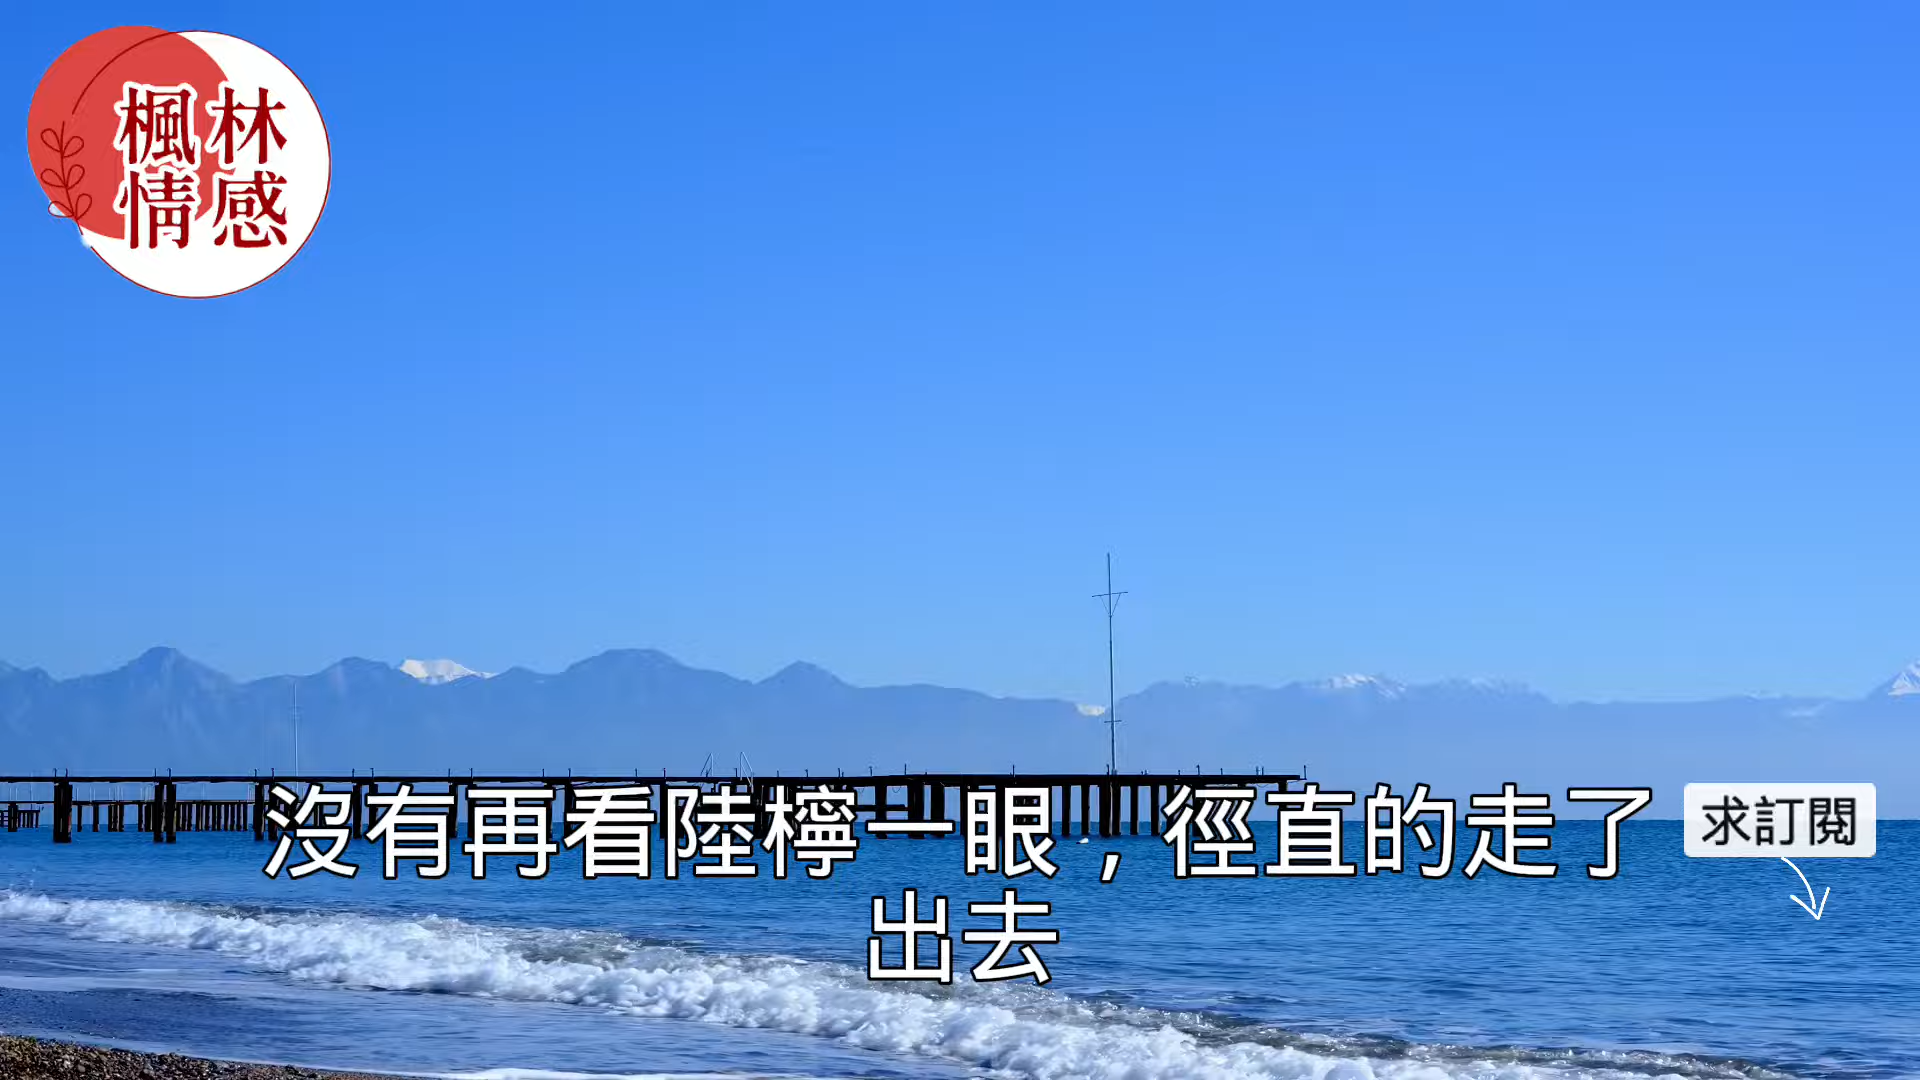 楓林
情感
沒有再看陸檸一眼，徑直的走了
出去
求訂閱